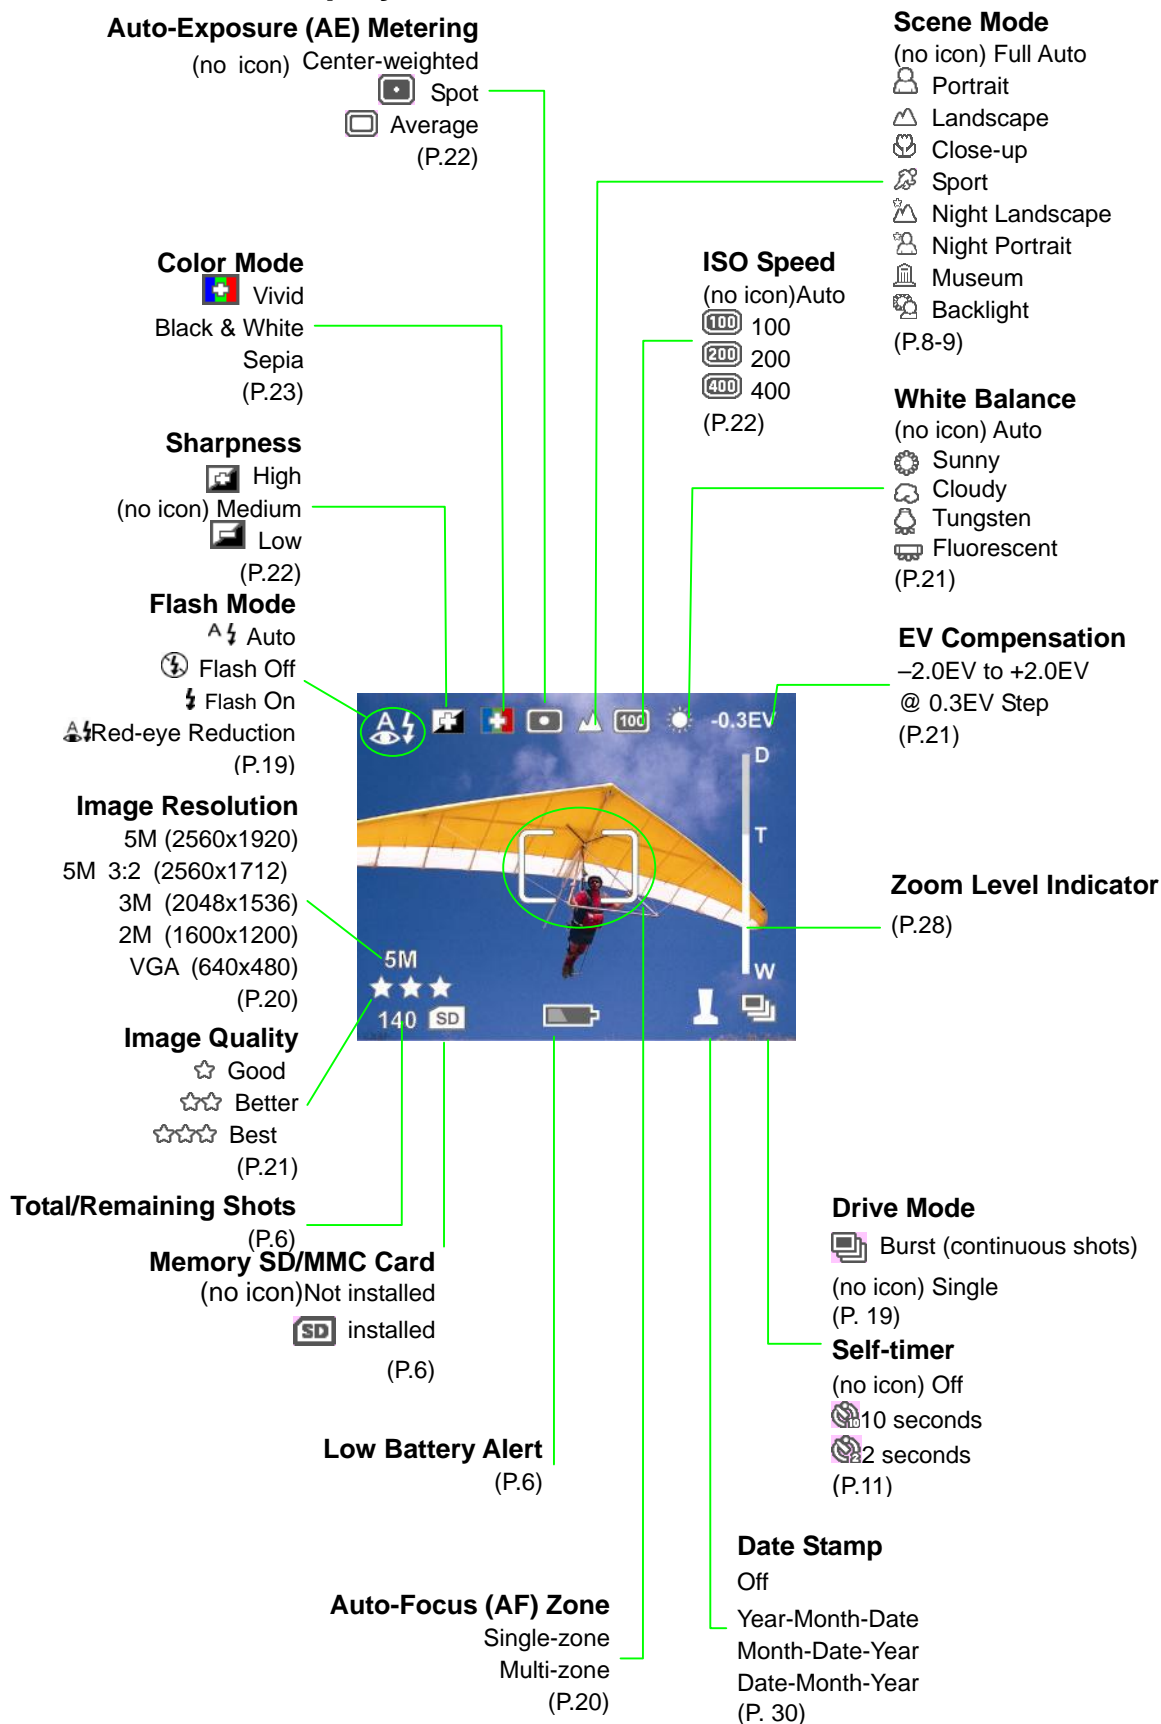 Auto-Exposure (AE) Metering
(no icon) Center-weighted
Spot
Average
(P.22)
Scene Mode
(no icon) Full Auto
Portrait
Landscape
Close-up
Sport
Night Landscape
Night Portrait
Museum
Backlight
(P.8-9)
Color Mode
Vivid
Black & White
Sepia
(P.23)
ISO Speed
(no icon)Auto
100 100
200 200
400 400
(P.22)
White Balance
(no icon) Auto
Sunny
Cloudy
Tungsten
Fluorescent
(P.21)
Sharpness
High
(no icon) Medium
Low
(P.22)
Flash Mode
A Auto
Flash Off
Flash On
A Red-eye Reduction
(P.19)
EV Compensation
–2.0EV to +2.0EV
@ 0.3EV Step
(P.21)
A 100 -0.3EV
D
T
W
5M
140 SD
Image Resolution
5M (2560x1920)
5M 3:2 (2560x1712)
3M (2048x1536)
2M (1600x1200)
VGA (640x480)
(P.20)
Zoom Level Indicator
(P.28)
Image Quality
Good
Better
Best
(P.21)
Total/Remaining Shots
(P.6)
Memory SD/MMC Card
(no icon)Not installed
SD installed
(P.6)
Drive Mode
Burst (continuous shots)
(no icon) Single
(P. 19)
Self-timer
(no icon) Off
10 seconds
2 seconds
(P.11)
Low Battery Alert
(P.6)
Auto-Focus (AF) Zone
Single-zone
Multi-zone
(P.20)
Date Stamp
Off
Year-Month-Date
Month-Date-Year
Date-Month-Year
(P. 30)